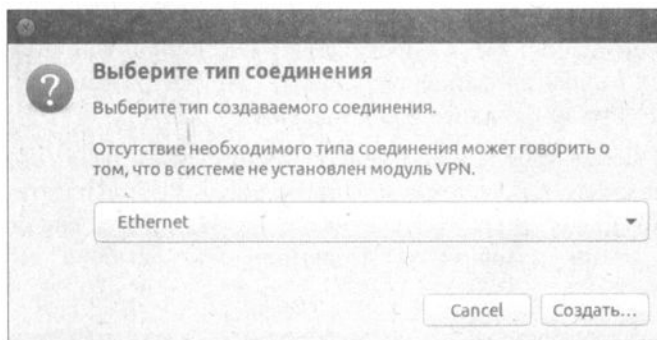 Выберите тип соединения
Выберите тип создаваемого соединения.
Отсутствие необходимого типа соединения может говорить о
том, что в системе не установлен модуль VPN.
Ethernet
Cancel
Создать...